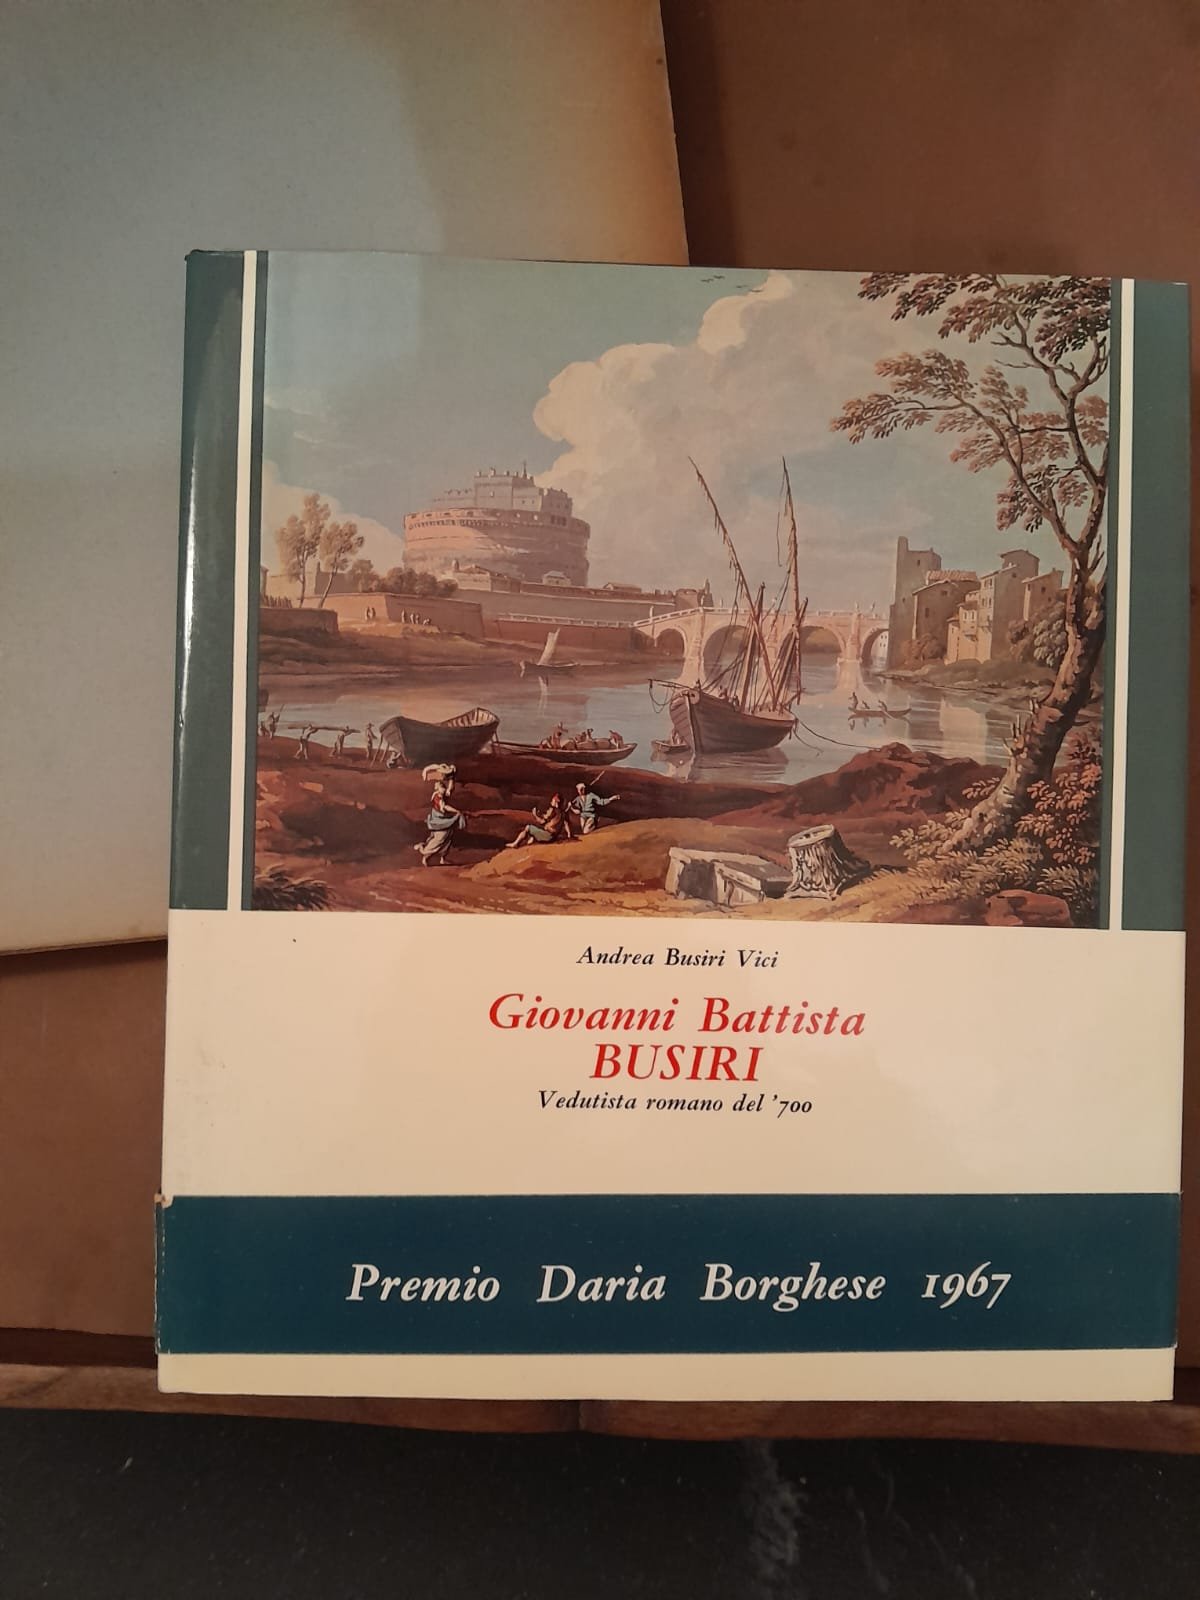 Andrea Busiri Vici
Giovanni Battista
BUSIRI
Vedutista romano del '700
Premio Daria Borghese 1967